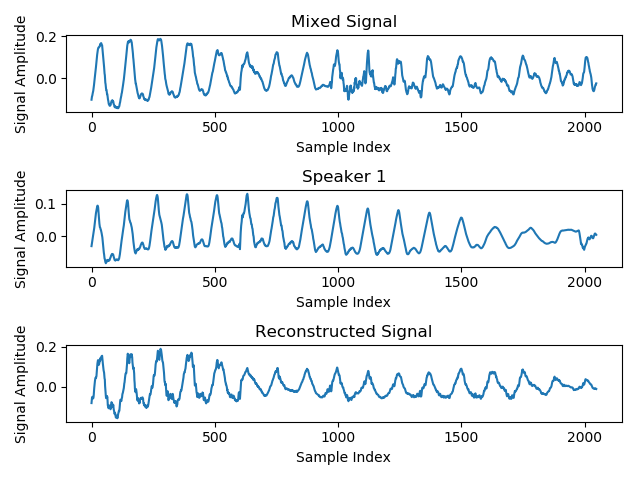 Mixed Signal
Signal Amplitude
0.2
0.0
0
500
1000
1500
2000
Sample Index
Speaker 1
Signal Amplitude
0.1
0.0
0
500
1000
1500
2000
Sample Index
Reconstructed Signal
Signal Amplitude
0.2
0.0
0
500
1000
1500
2000
Sample Index